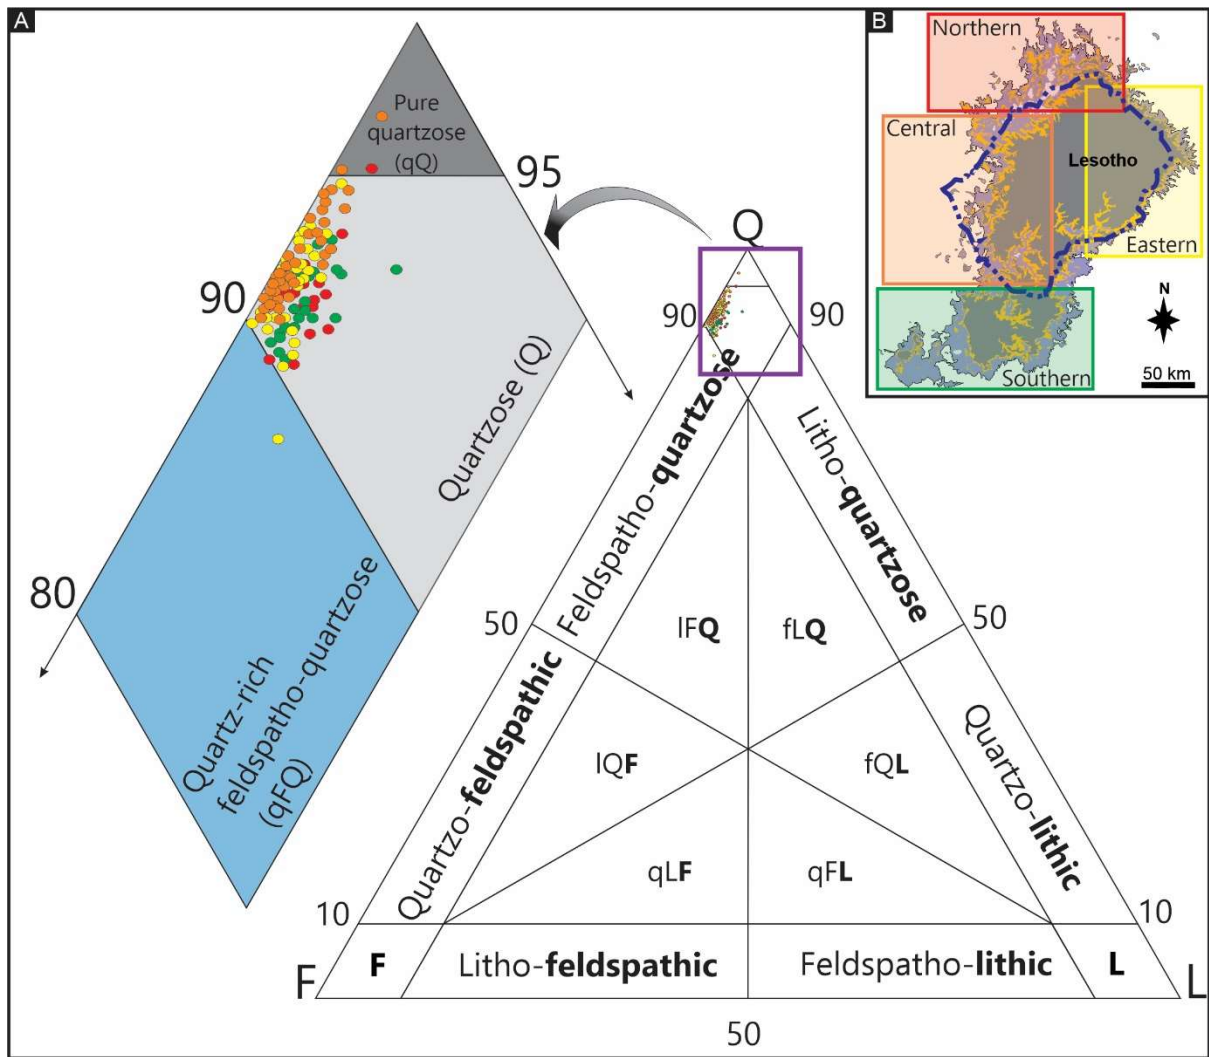 A
Pure
quartzose
(qQ)
95
90
Quartzose (Q)
80
Quartz-rich
feldspatho-quartzose
(qFQ)
Q
90
90
Feldspatho-quartzose
Litho-quartzose
50
50
lFQ
fLQ
Quartzo-feldspathic
Quartzo-lithic
lQF
fQL
qLF
qFL
10
10
F
F
Litho-feldspathic
Feldspatho-lithic
L
L
50
B
Northern
Central
Lesotho
Eastern
N
Southern
50 km